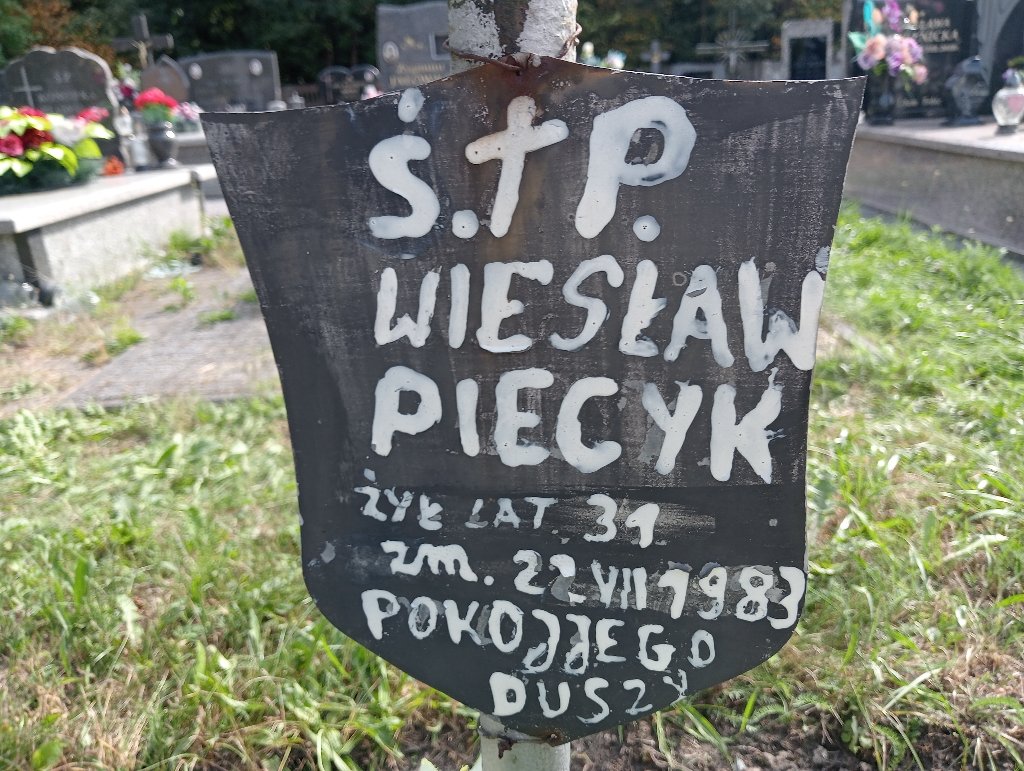 Ś.†P.
WIESŁAW
PIECYK
ŻYŁ LAT. 31
zm. 22 VII 1983
POKÓJ JEGO
DUSZY